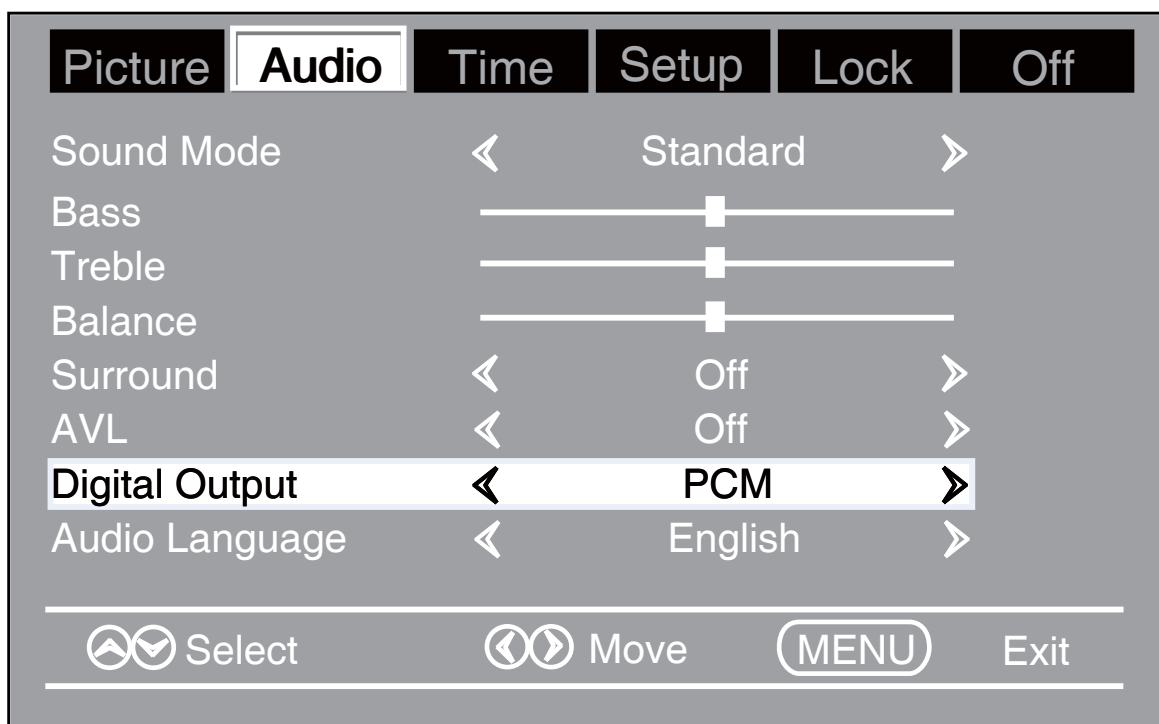 Picture Audio Time Setup Lock Off
Sound Mode Standard
Bass
Treble
Balance
Surround Off
AVL Off
Digital Output PCM
Audio Language English
Select Move MENU Exit